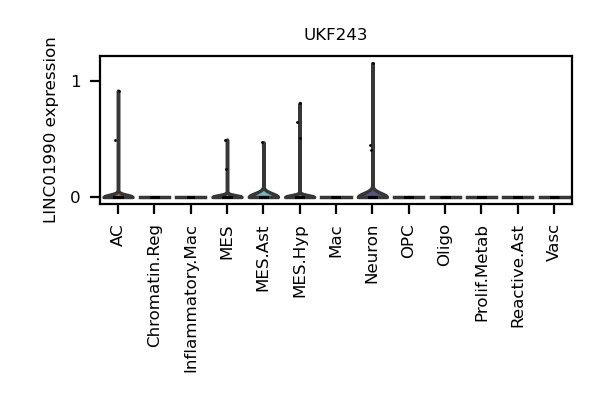 UKF243
LINC01990 expression
1
0
AC
Chromatin.Reg
Inflammatory.Mac
MES
MES.Ast
MES.Hyp
Mac
Neuron
OPC
Oligo
Prolif.Metab
Reactive.Ast
Vasc